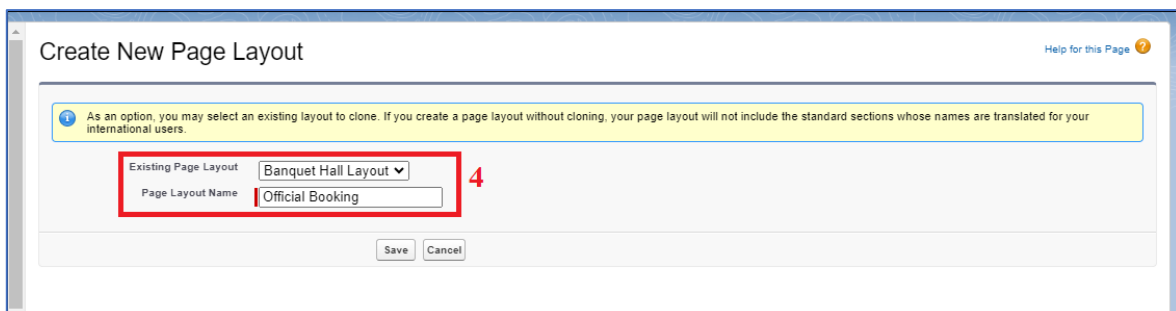 Create New Page Layout
Help for this Page ?
i As an option, you may select an existing layout to clone. If you create a page layout without cloning, your page layout will not include the standard sections whose names are translated for your
international users.
Existing Page Layout Banquet Hall Layout
4
Page Layout Name Official Booking
Save Cancel